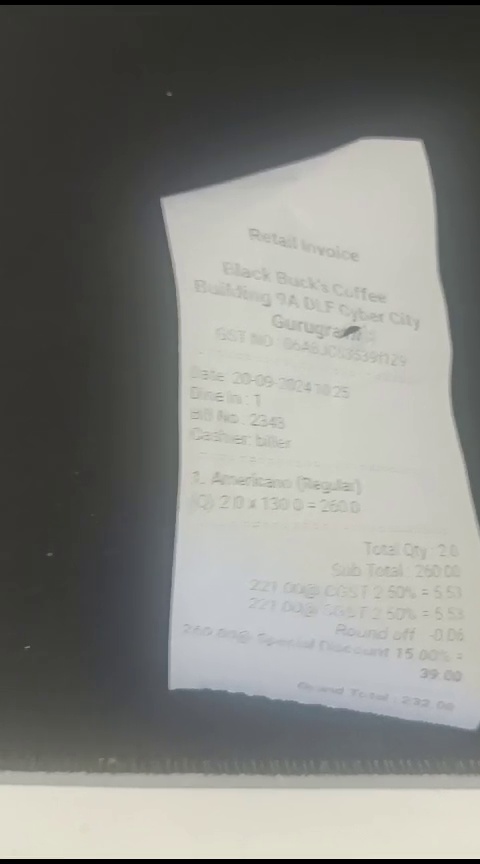 Retail Invoice
Black Buck's Coffee
Building 9A DLF Cyber City
Gurugram
GST NO
Date: 20-09-2024 18:25
Dine In : 1
Bill No.: 2343
Cashier: biller
1. Americano (Regular)
(Q) 2.0 x 130.0 = 260.0
Total Qty : 2.0
Sub Total : 260.00
221.00@ CGST 2.50% = 5.53
221.00@ SGST 2.50% = 5.53
Round off -0.06
260.00@ Special Discount 15.00% =
39.00
Grand Total : 232.00